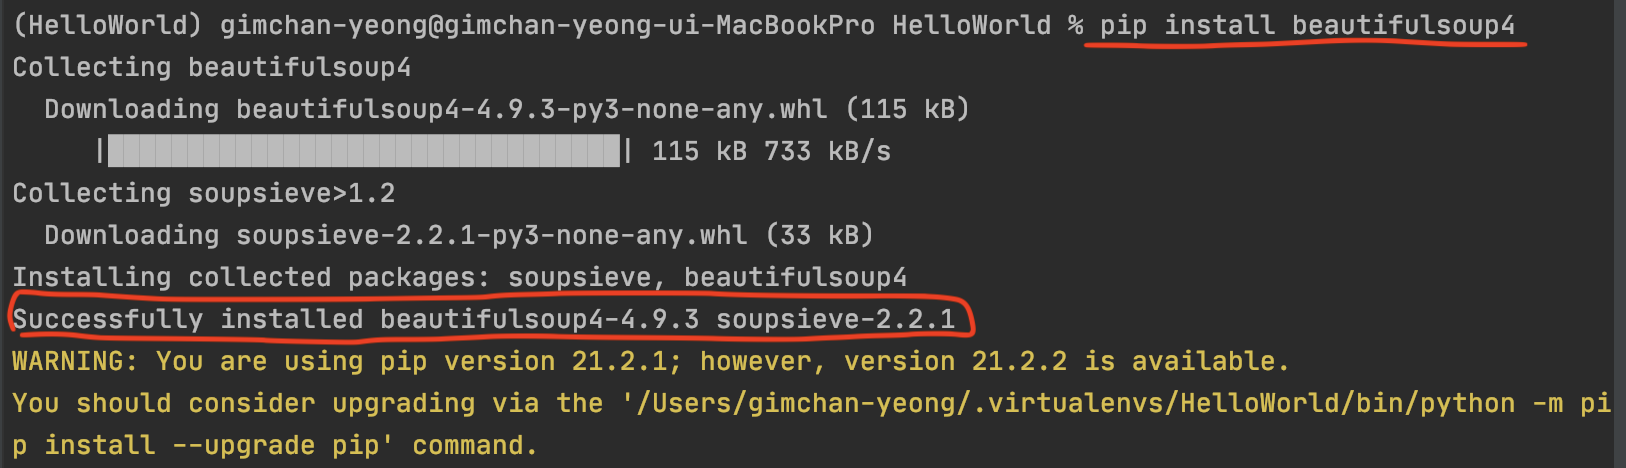 (HelloWorld) gimchan-yeong@gimchan-yeong-ui-MacBookPro HelloWorld % pip install beautifulsoup4
Collecting beautifulsoup4
  Downloading beautifulsoup4-4.9.3-py3-none-any.whl (115 kB)
     |████████████████████████████████| 115 kB 733 kB/s
Collecting soupsieve>1.2
  Downloading soupsieve-2.2.1-py3-none-any.whl (33 kB)
Installing collected packages: soupsieve, beautifulsoup4
Successfully installed beautifulsoup4-4.9.3 soupsieve-2.2.1
WARNING: You are using pip version 21.2.1; however, version 21.2.2 is available.
You should consider upgrading via the '/Users/gimchan-yeong/.virtualenvs/HelloWorld/bin/python -m pi
p install --upgrade pip' command.